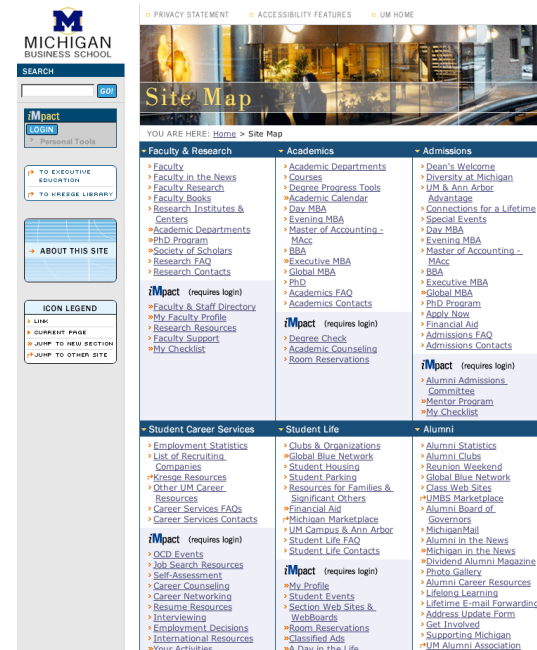 PRIVACY STATEMENT
ACCESSIBILITY FEATURES
UM HOME
M
MICHIGAN
BUSINESS SCHOOL
SEARCH
GO!
iMpact
LOGIN
Personal Tools
TO EXECUTIVE
EDUCATION
TO KRESGE LIBRARY
ABOUT THIS SITE
ICON LEGEND
LINK
CURRENT PAGE
JUMP TO NEW SECTION
JUMP TO OTHER SITE
Site Map
YOU ARE HERE: Home > Site Map
Faculty & Research
> Faculty
> Faculty in the News
> Faculty Research
> Faculty Books
> Research Institutes &
Centers
»Academic Departments
»PhD Program
»Society of Scholars
> Research FAQ
> Research Contacts
iMpact (requires login)
»Faculty & Staff Directory
»My Faculty Profile
> Research Resources
> Faculty Support
»My Checklist
Academics
> Academic Departments
> Courses
> Degree Progress Tools
»Academic Calendar
> Day MBA
> Evening MBA
> Master of Accounting -
MAcc
> BBA
»Executive MBA
> Global MBA
> PhD
> Academics FAQ
> Academics Contacts
iMpact (requires login)
> Degree Check
> Academic Counseling
> Room Reservations
Admissions
> Dean's Welcome
> Diversity at Michigan
> UM & Ann Arbor
Advantage
> Connections for a Lifetime
> Special Events
> Day MBA
> Evening MBA
> Master of Accounting -
MAcc
> BBA
> Executive MBA
»Global MBA
> PhD Program
> Apply Now
> Financial Aid
> Admissions FAQ
> Admissions Contacts
iMpact (requires login)
> Alumni Admissions
Committee
»Mentor Program
»My Checklist
Student Career Services
> Employment Statistics
> List of Recruiting
Companies
Kresge Resources
> Other UM Career
Resources
> Career Services FAQs
> Career Services Contacts
iMpact (requires login)
> OCD Events
> Job Search Resources
> Self-Assessment
> Career Counseling
> Career Networking
> Resume Resources
> Interviewing
> Employment Decisions
> International Resources
»Your Activities
Student Life
> Clubs & Organizations
»Global Blue Network
> Student Housing
> Student Parking
> Resources for Families &
Significant Others
»Financial Aid
Michigan Marketplace
> UM Campus & Ann Arbor
> Student Life FAQ
> Student Life Contacts
iMpact (requires login)
»My Profile
> Student Events
> Section Web Sites &
WebBoards
»Room Reservations
»Classified Ads
»A Day in the Life
Alumni
> Alumni Statistics
> Alumni Clubs
> Reunion Weekend
> Global Blue Network
> Class Web Sites
UMBS Marketplace
> Alumni Board of
Governors
> MichiganMail
> Alumni in the News
»Michigan in the News
»Dividend Alumni Magazine
> Photo Gallery
> Alumni Career Resources
> Lifelong Learning
> Lifetime E-mail Forwarding
> Address Update Form
> Get Involved
> Supporting Michigan
UM Alumni Association